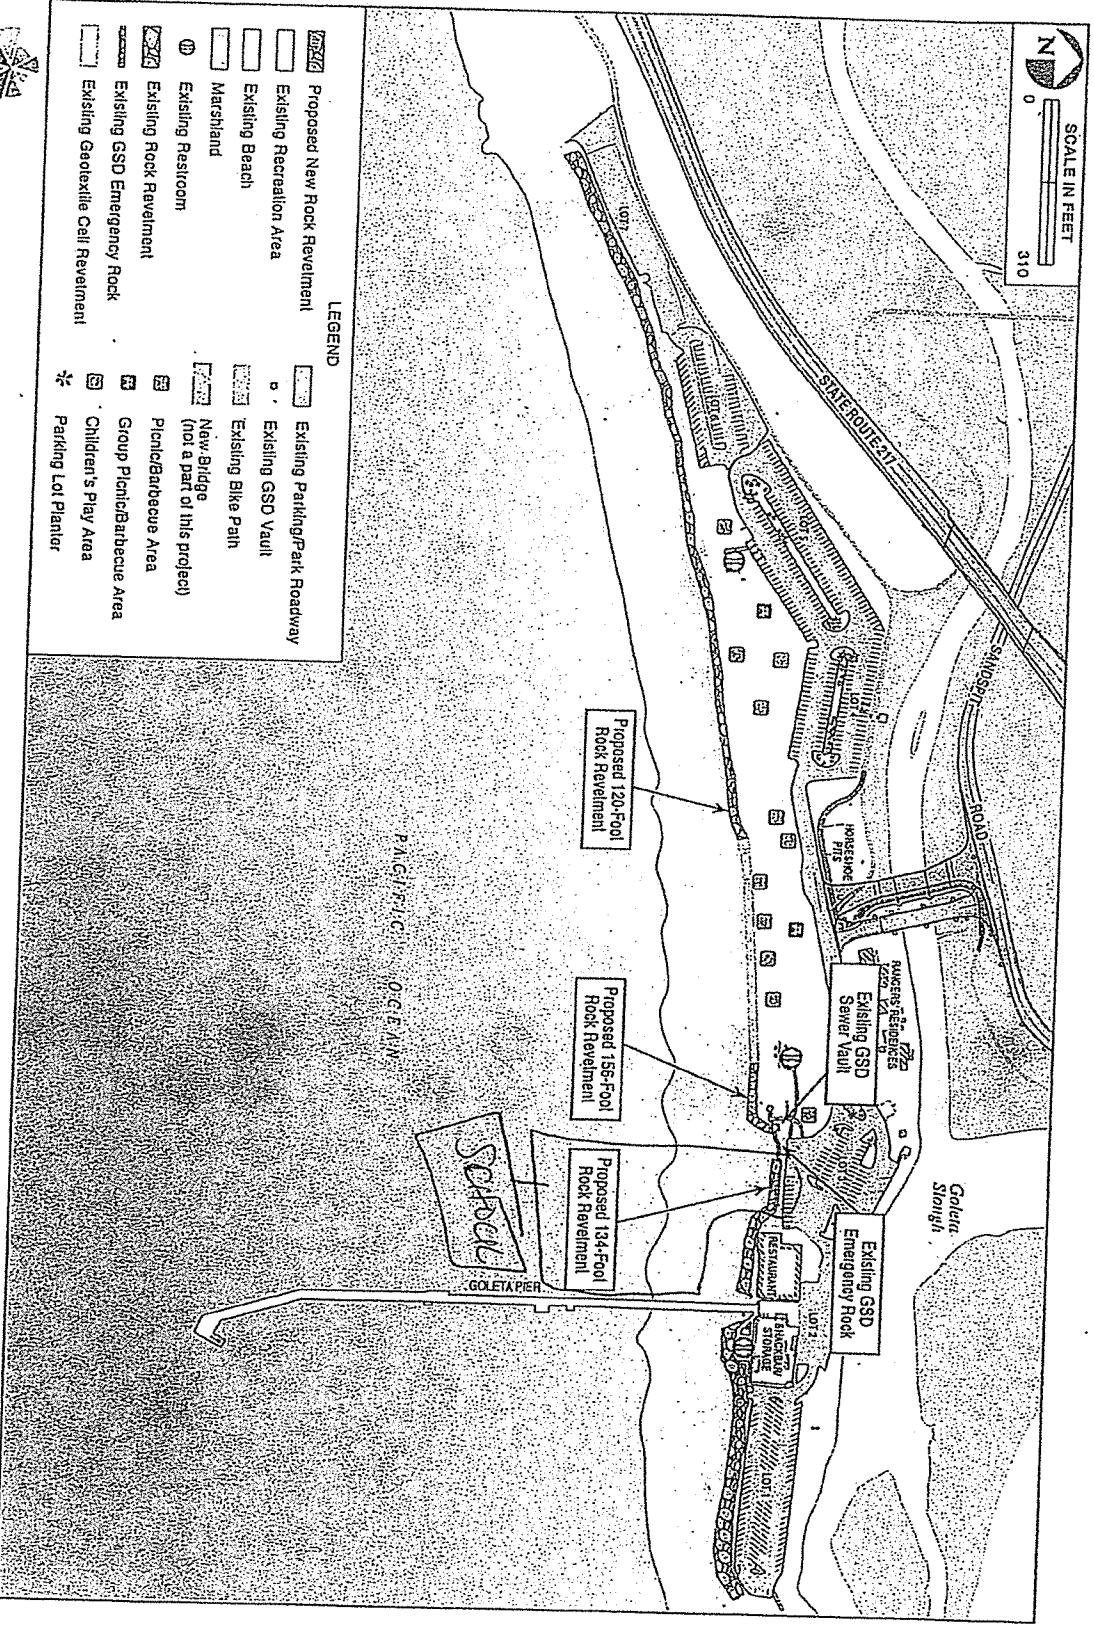 N
SCALE IN FEET
0
310
STATE ROUTE-217
SANDSPIT
ROAD
LOT 7
LOT 6
LOT 5
HORSESHOE
PITS
RANGERS' RESIDENCES
Existing GSD
Sewer Vault
Goleta
Slough
Existing GSD
Emergency Rock
Proposed 120-Foot
Rock Revetment
Proposed 156-Foot
Rock Revetment
Proposed 134-Foot
Rock Revetment
RESTAURANT
LOT 2
STORAGE
LOT 1
GOLETA PIER
SCHOOL
PACIFIC OCEAN
LEGEND
Proposed New Rock Revetment
Existing Recreation Area
Existing Beach
Marshland
Existing Restroom
Existing Rock Revetment
Existing GSD Emergency Rock
Existing Geotextile Cell Revetment
Existing Parking/Park Roadway
Existing GSD Vault
Existing Bike Path
New Bridge
(not a part of this project)
Picnic/Barbecue Area
Group Picnic/Barbecue Area
Children's Play Area
Parking Lot Planter